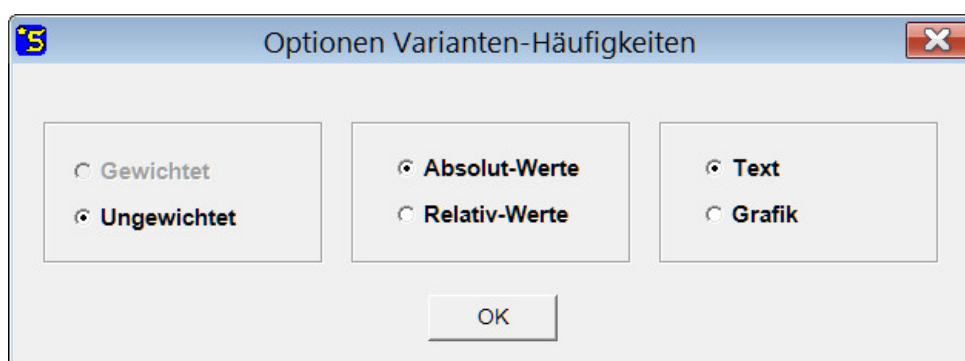 Optionen Varianten-Häufigkeiten
Gewichtet
Ungewichtet
Absolut-Werte
Relativ-Werte
Text
Grafik
OK